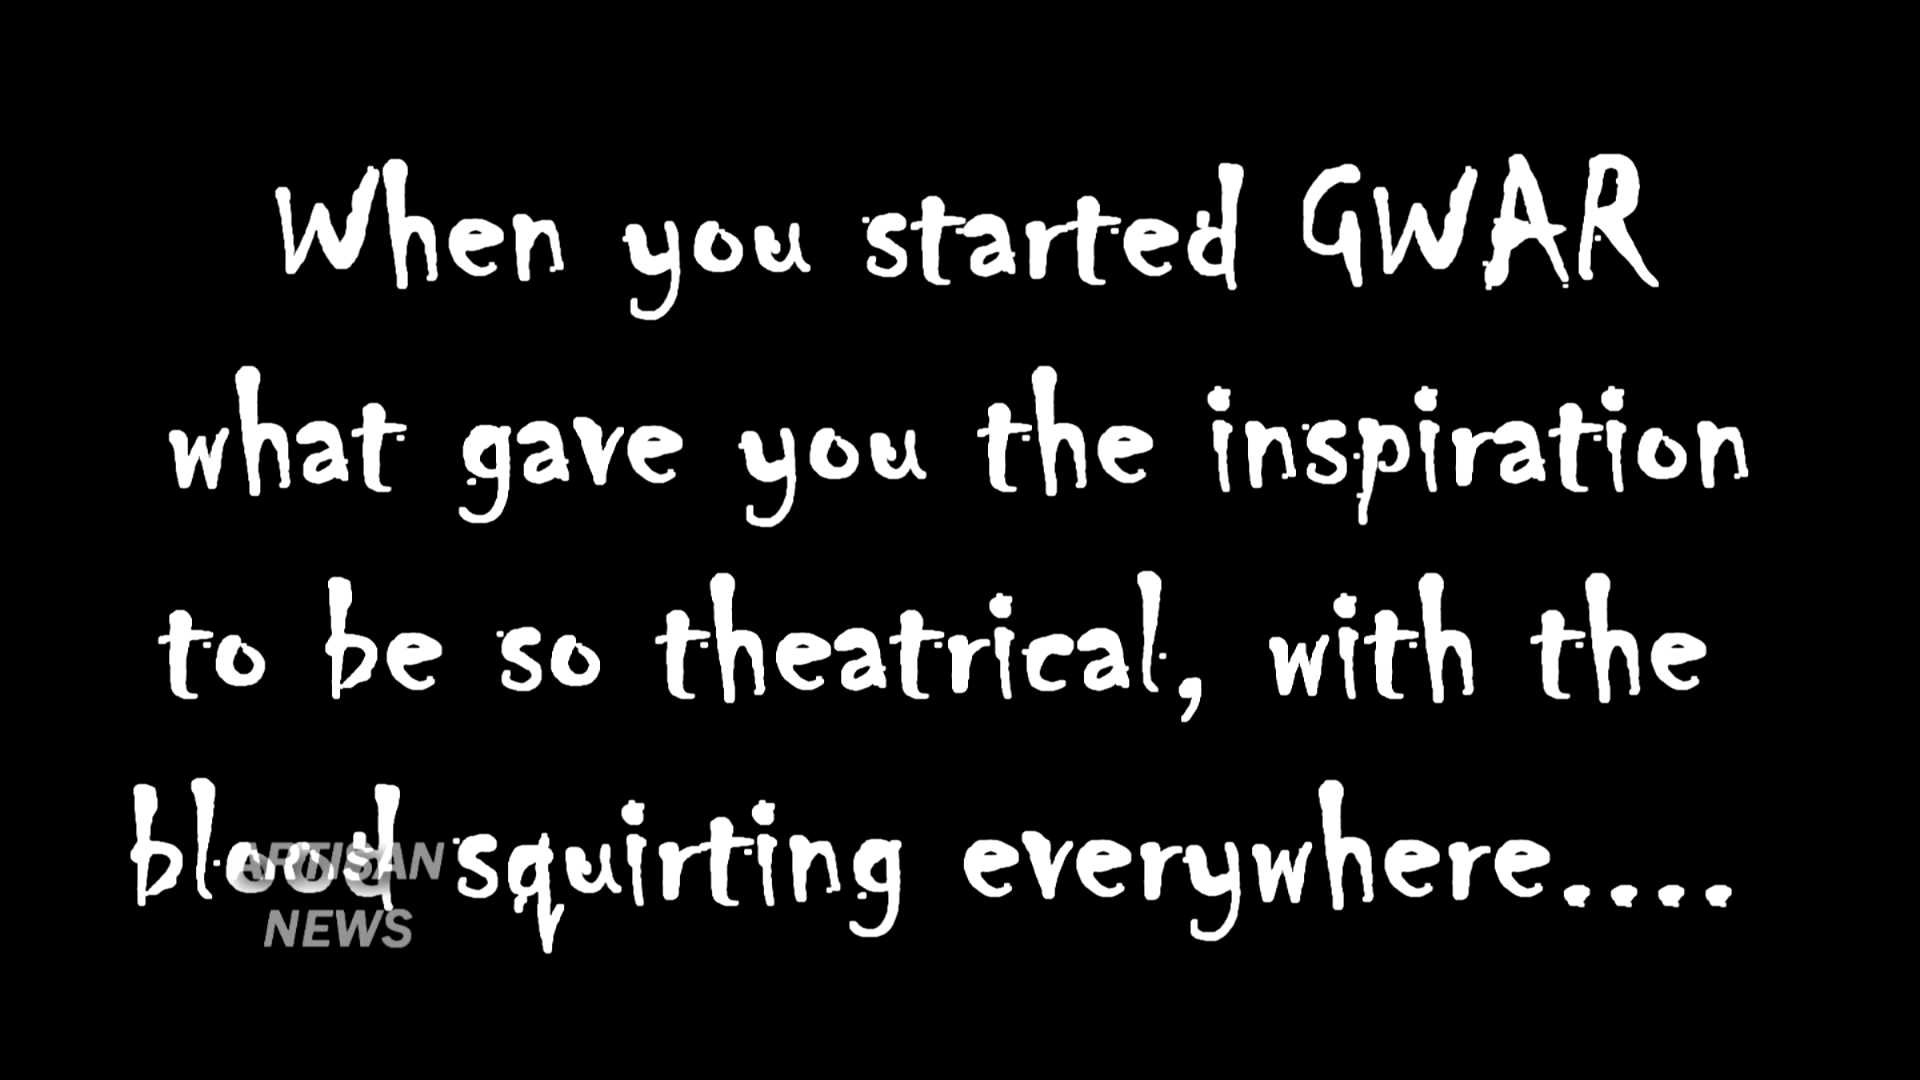 When you started GWAR
what gave you the inspiration
to be so theatrical, with the
blood squirting everywhere....
ARTISAN
NEWS